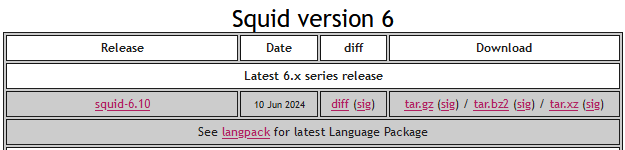 Squid version 6
Release Date diff Download
Latest 6.x series release
squid-6.10 10 Jun 2024 diff (sig) tar.gz (sig) / tar.bz2 (sig) / tar.xz (sig)
See langpack for latest Language Package